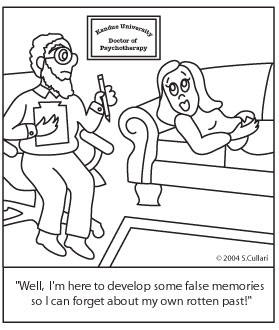 Kandue University
Doctor of
Psychotherapy
© 2004 S.Cullari
"Well, I'm here to develop some false memories
so I can forget about my own rotten past!"